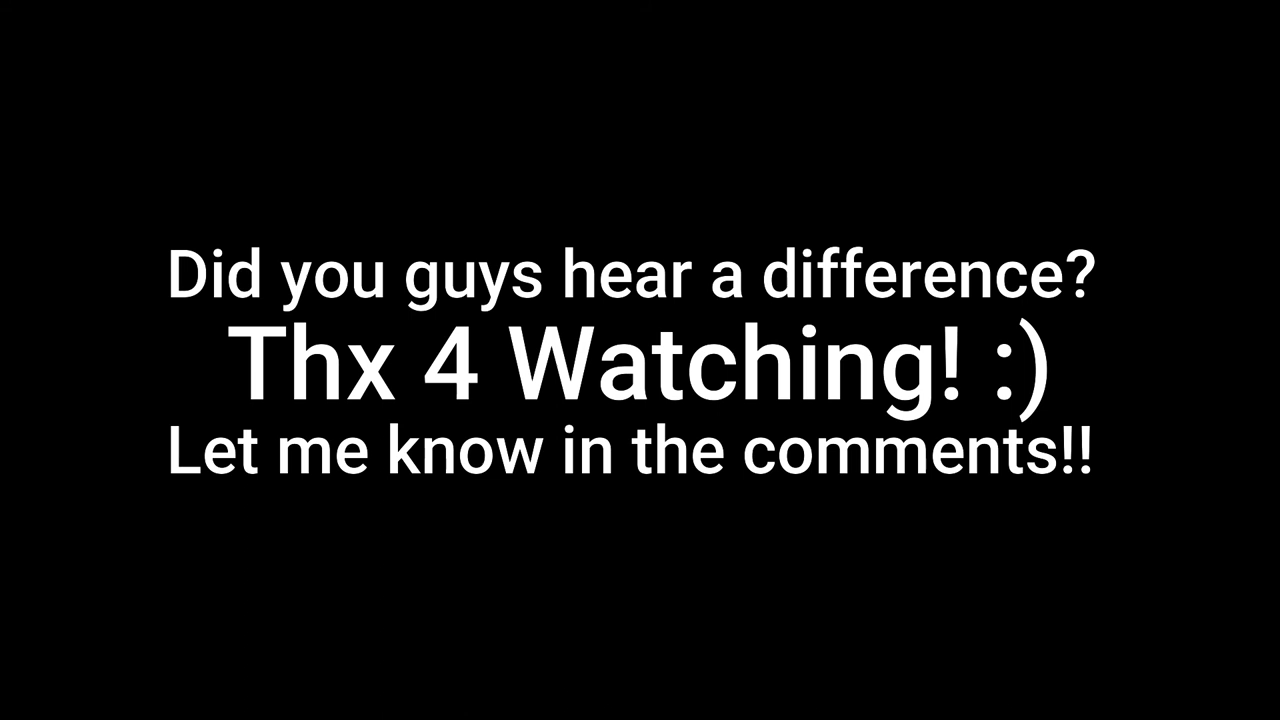 Did you guys hear a difference?
Thx 4 Watching! :)
Let me know in the comments!!